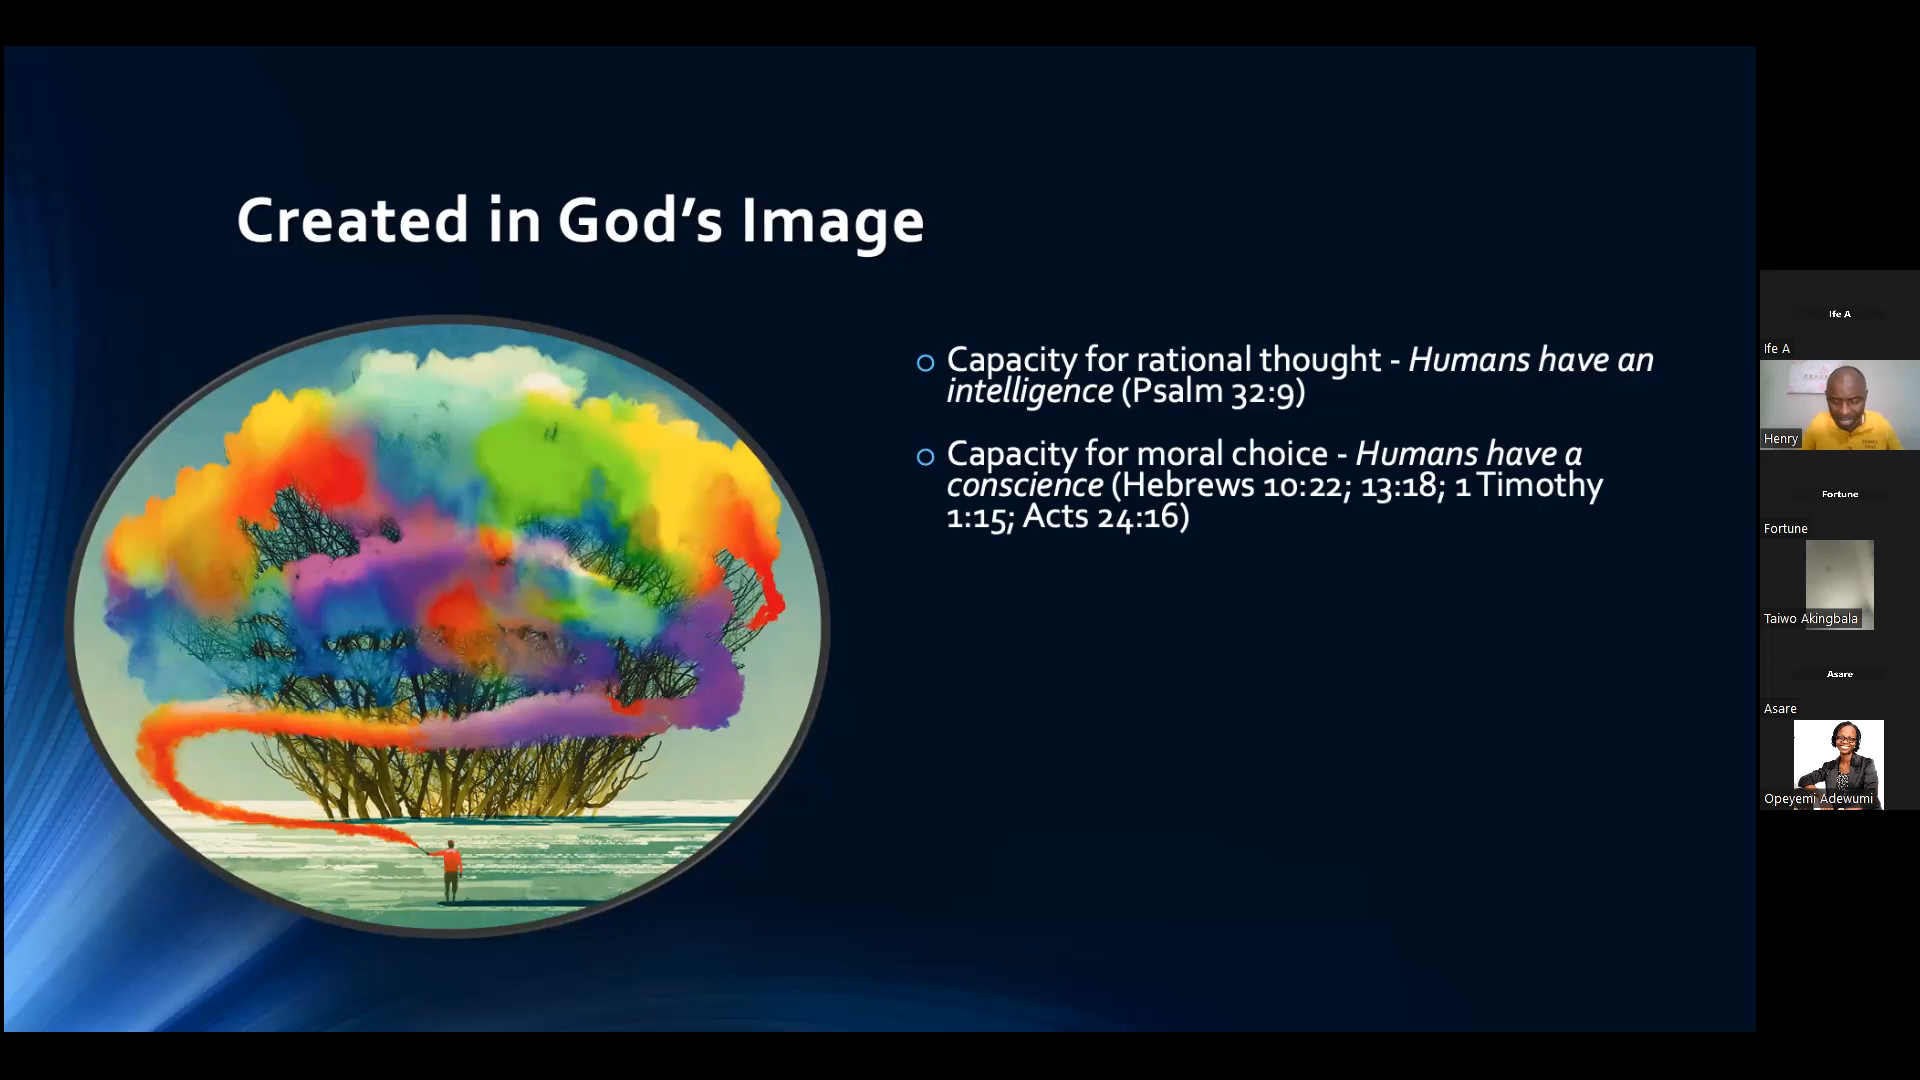 Created in God’s Image
Capacity for rational thought - Humans have an
intelligence (Psalm 32:9)
Capacity for moral choice - Humans have a
conscience (Hebrews 10:22; 13:18; 1 Timothy
1:15; Acts 24:16)
Ife A
Ife A
Henry
Fortune
Fortune
Taiwo Akingbala
Asare
Asare
Opeyemi Adewumi